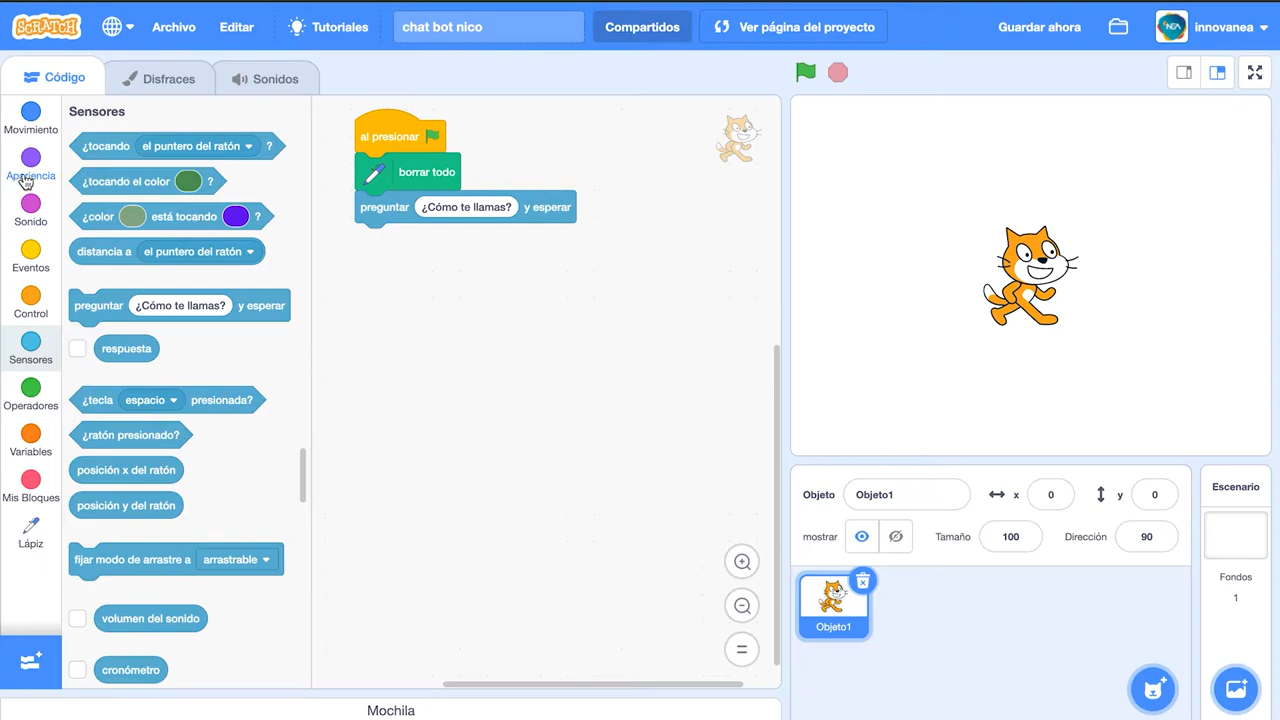 SCRATCH
Archivo
Editar
Tutoriales
chat bot nico
Compartidos
Ver página del proyecto
Guardar ahora
innovanea
Código
Disfraces
Sonidos
Movimiento
Apariencia
Sonido
Eventos
Control
Sensores
Operadores
Variables
Mis Bloques
Lápiz
Sensores
¿tocando el puntero del ratón ?
¿tocando el color ?
¿color está tocando ?
distancia a el puntero del ratón
preguntar ¿Cómo te llamas? y esperar
respuesta
¿tecla espacio presionada?
¿ratón presionado?
posición x del ratón
posición y del ratón
fijar modo de arrastre a arrastrable
volumen del sonido
cronómetro
al presionar
borrar todo
preguntar ¿Cómo te llamas? y esperar
Mochila
Objeto Objeto1 x 0 y 0
mostrar Tamaño 100 Dirección 90
Objeto1
Escenario
Fondos
1